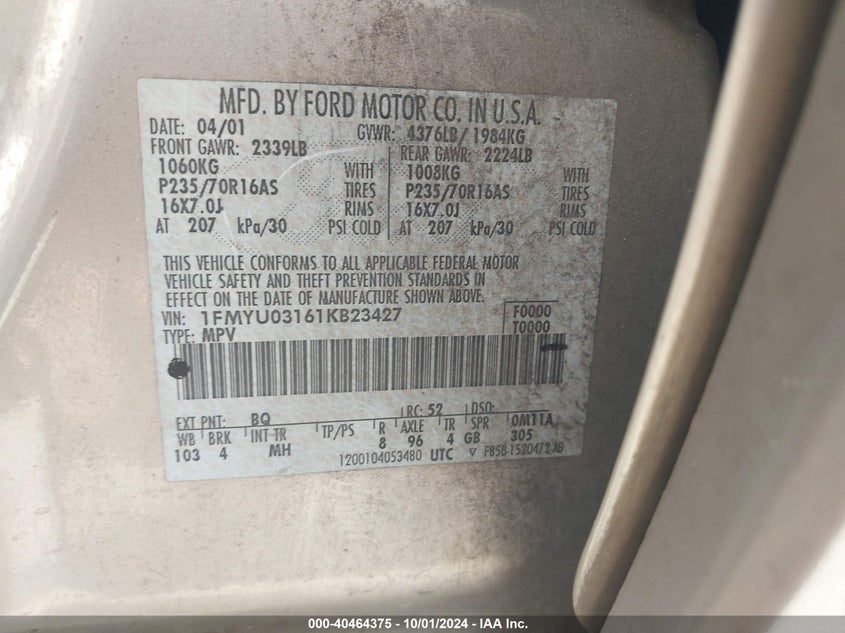 MFD. BY FORD MOTOR CO. IN U.S.A.
DATE: 04/01 GVWR: 4376LB/ 1984KG
FRONT GAWR: 2339LB REAR GAWR: 2224LB
1060KG WITH 1008KG WITH
P235/70R16AS TIRES P235/70R16AS TIRES
16X7.0J RIMS 16X7.0J RIMS
AT 207 kPa/30 PSI COLD AT 207 kPa/30 PSI COLD
THIS VEHICLE CONFORMS TO ALL APPLICABLE FEDERAL MOTOR
VEHICLE SAFETY AND THEFT PREVENTION STANDARDS IN
EFFECT ON THE DATE OF MANUFACTURE SHOWN ABOVE.
VIN: 1FMYU03161KB23427 F0000
TYPE: MPV T0000
EXT PNT: BQ RC: 52 DSO:
WB BRK INT TR TP/PS R AXLE TR SPR 0M11A
103 4 MH 8 96 4 GB 305
1200104053480 UTC F85B-1520472-AB
000-40464375 - 10/01/2024 - IAA Inc.